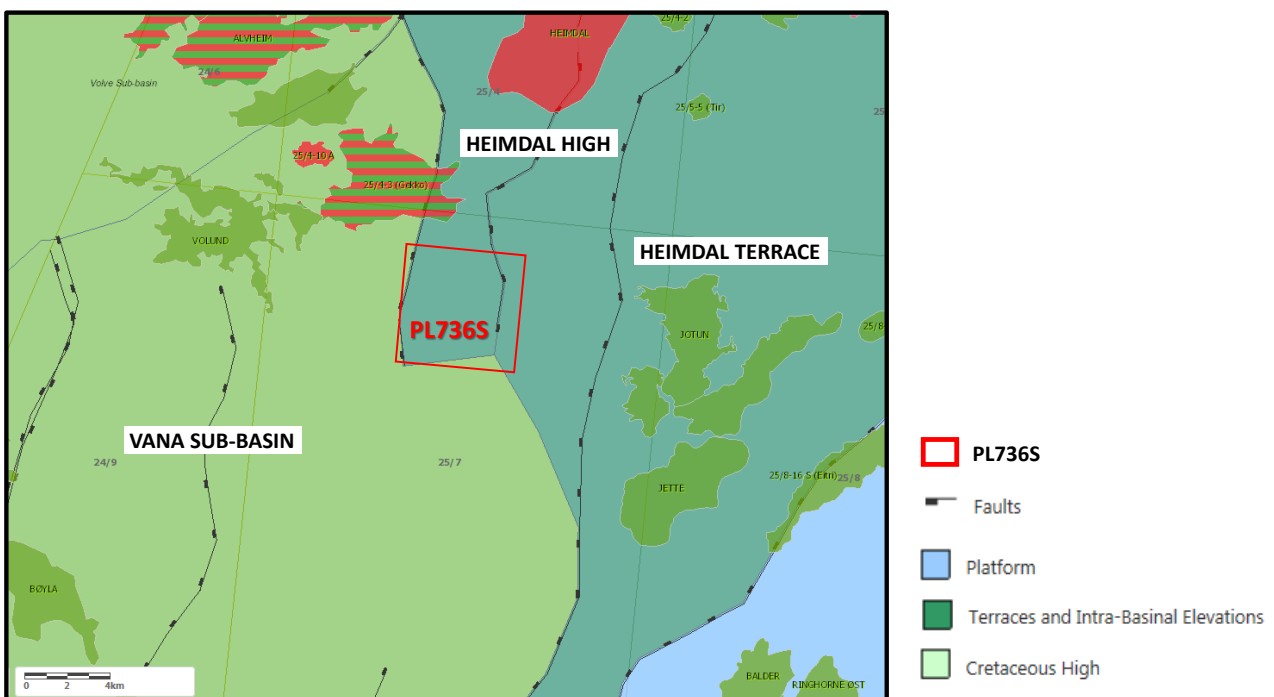 25/4-2
ALVHEIM
HEIMDAL
24/6
Volve Sub-basin
25/4
25/5-5 (Tir)
25
HEIMDAL HIGH
25/4-10 A
25/4-3 (Gekko)
VOLUND
HEIMDAL TERRACE
PL736S
JOTUN
25/8-
VANA SUB-BASIN
24/9
25/7
25/8-16 S (Eitri)
25/8
JETTE
BØYLA
BALDER
RINGHORNE ØST
0 2 4km
PL736S
Faults
Platform
Terraces and Intra-Basinal Elevations
Cretaceous High